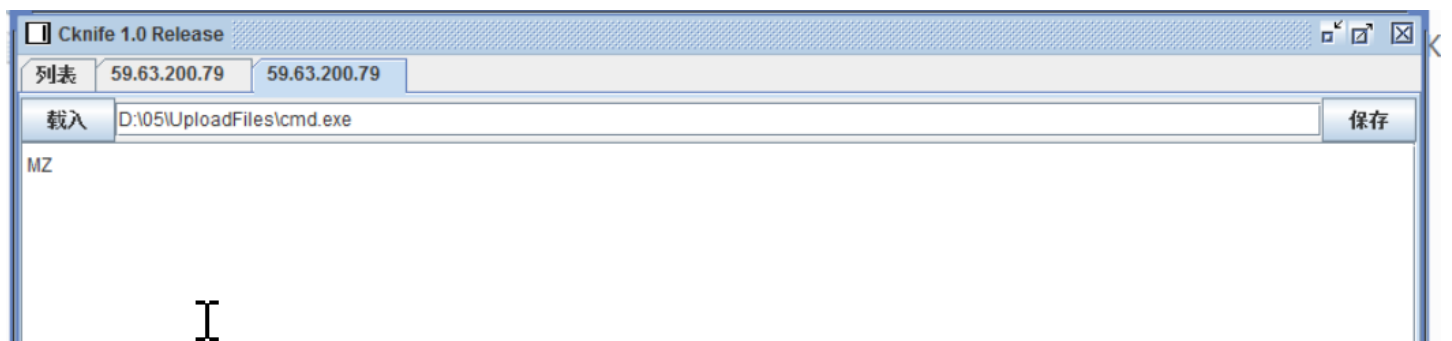 Cknife 1.0 Release
列表 59.63.200.79 59.63.200.79
载入 D:\05\UploadFiles\cmd.exe 保存
MZ